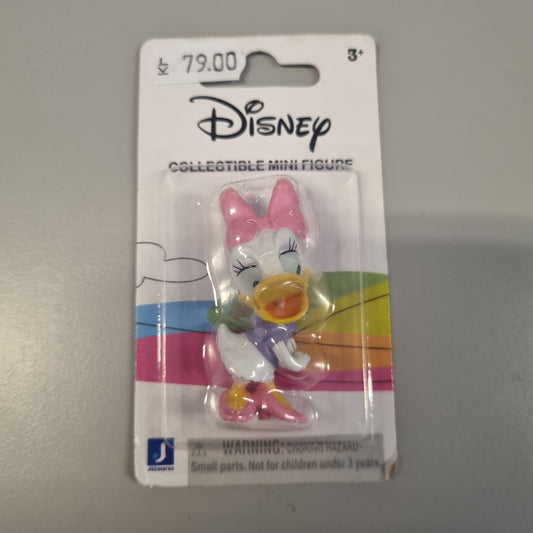 KR 79.00
3+
Disney
COLLECTIBLE MINI FIGURE
J
Jazwares
WARNING: CHOKING HAZARD-
Small parts. Not for children under 3 years.